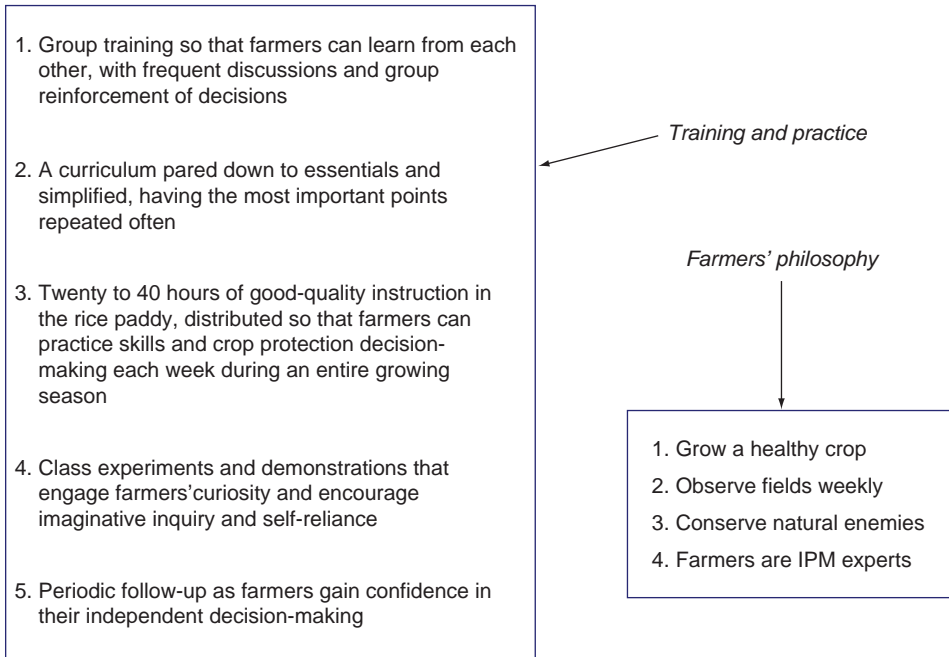 1. Group training so that farmers can learn from each
other, with frequent discussions and group
reinforcement of decisions
2. A curriculum pared down to essentials and
simplified, having the most important points
repeated often
3. Twenty to 40 hours of good-quality instruction in
the rice paddy, distributed so that farmers can
practice skills and crop protection decision-
making each week during an entire growing
season
4. Class experiments and demonstrations that
engage farmers'curiosity and encourage
imaginative inquiry and self-reliance
5. Periodic follow-up as farmers gain confidence in
their independent decision-making
Training and practice
Farmers' philosophy
1. Grow a healthy crop
2. Observe fields weekly
3. Conserve natural enemies
4. Farmers are IPM experts